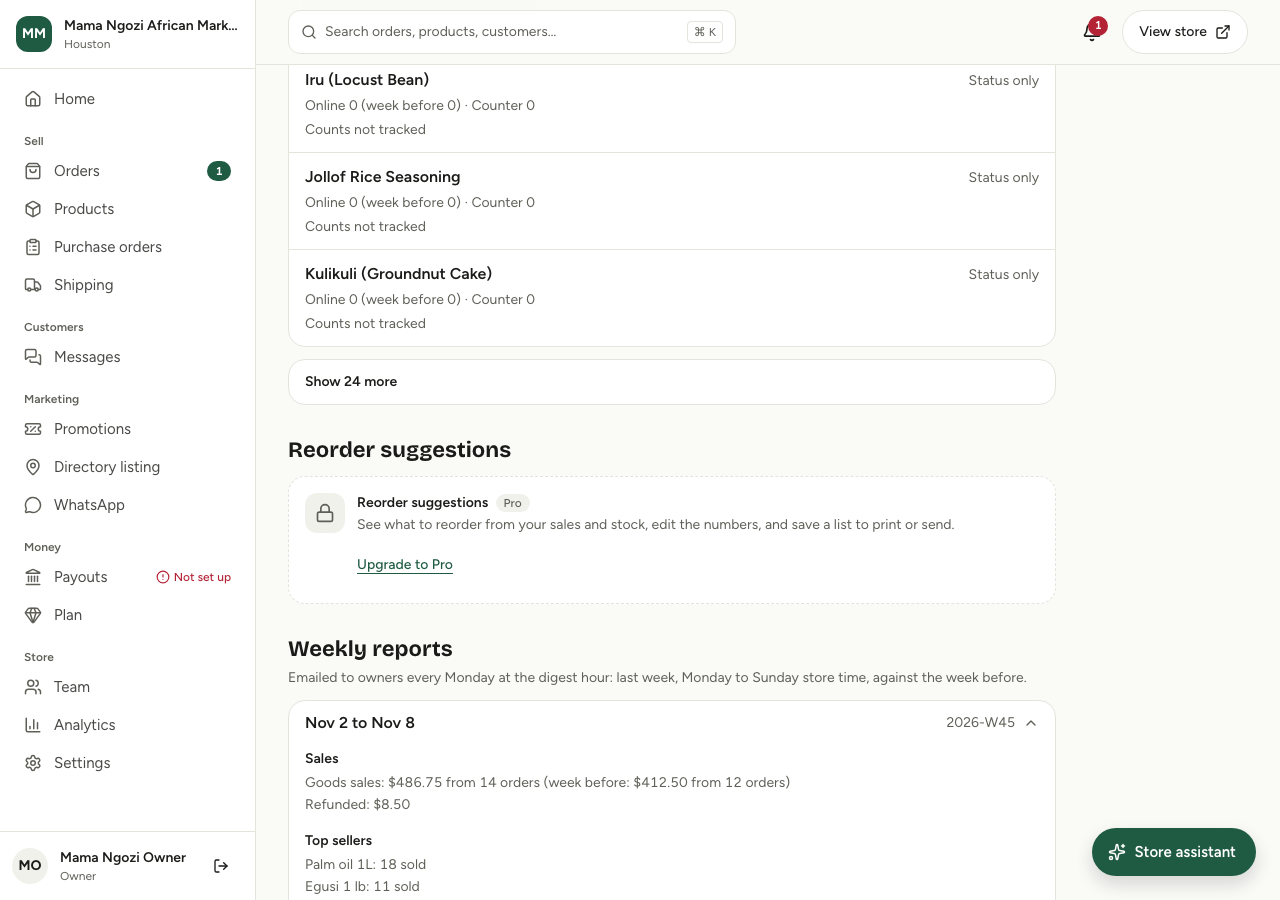 MM
Mama Ngozi African Mark...
Houston
Search orders, products, customers...
⌘ K
1
View store
Home
Sell
Orders
1
Products
Purchase orders
Shipping
Customers
Messages
Marketing
Promotions
Directory listing
WhatsApp
Money
Payouts
Not set up
Plan
Store
Team
Analytics
Settings
MO
Mama Ngozi Owner
Owner
Iru (Locust Bean)
Status only
Online 0 (week before 0) · Counter 0
Counts not tracked
Jollof Rice Seasoning
Status only
Online 0 (week before 0) · Counter 0
Counts not tracked
Kulikuli (Groundnut Cake)
Status only
Online 0 (week before 0) · Counter 0
Counts not tracked
Show 24 more
Reorder suggestions
Reorder suggestions Pro
See what to reorder from your sales and stock, edit the numbers, and save a list to print or send.
Upgrade to Pro
Weekly reports
Emailed to owners every Monday at the digest hour: last week, Monday to Sunday store time, against the week before.
Nov 2 to Nov 8
2026-W45
Sales
Goods sales: $486.75 from 14 orders (week before: $412.50 from 12 orders)
Refunded: $8.50
Top sellers
Palm oil 1L: 18 sold
Egusi 1 lb: 11 sold
Store assistant